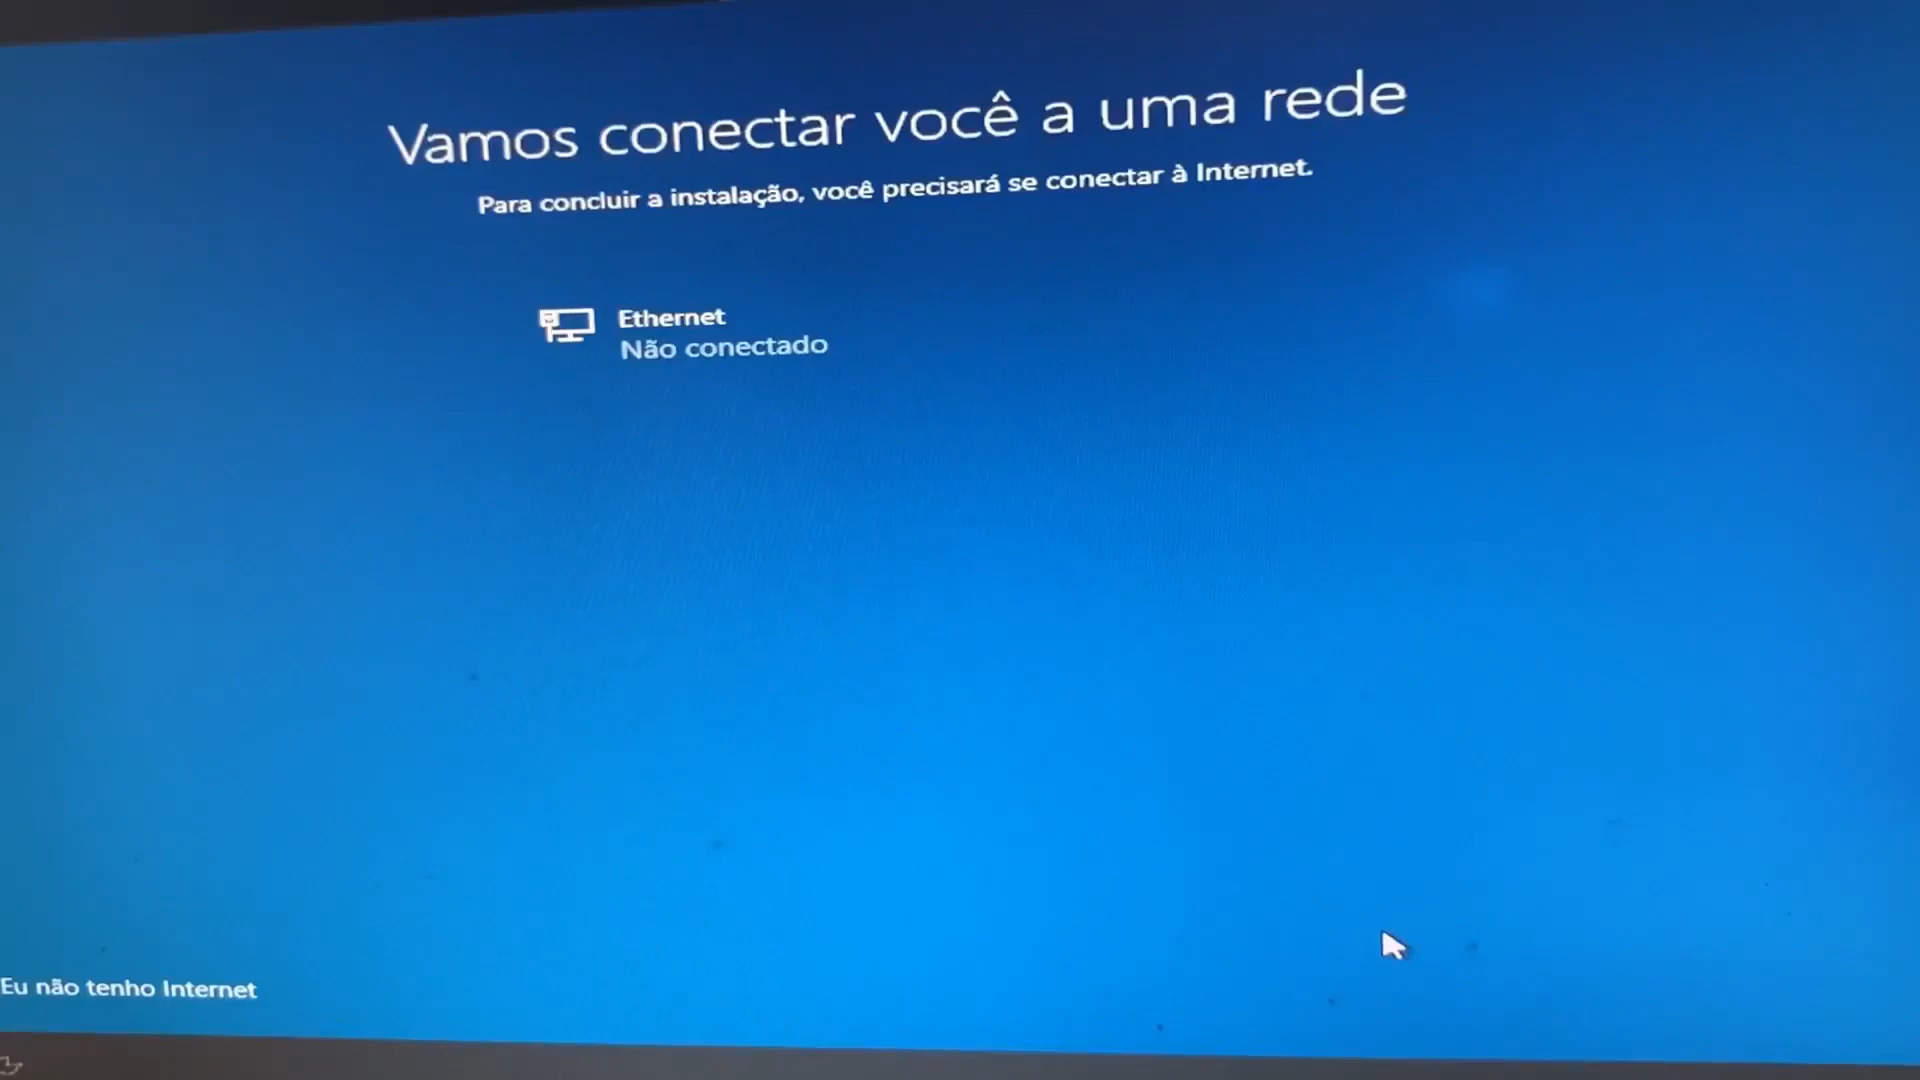 Vamos conectar você a uma rede
Para concluir a instalação, você precisará se conectar à Internet.
Ethernet
Não conectado
Eu não tenho Internet